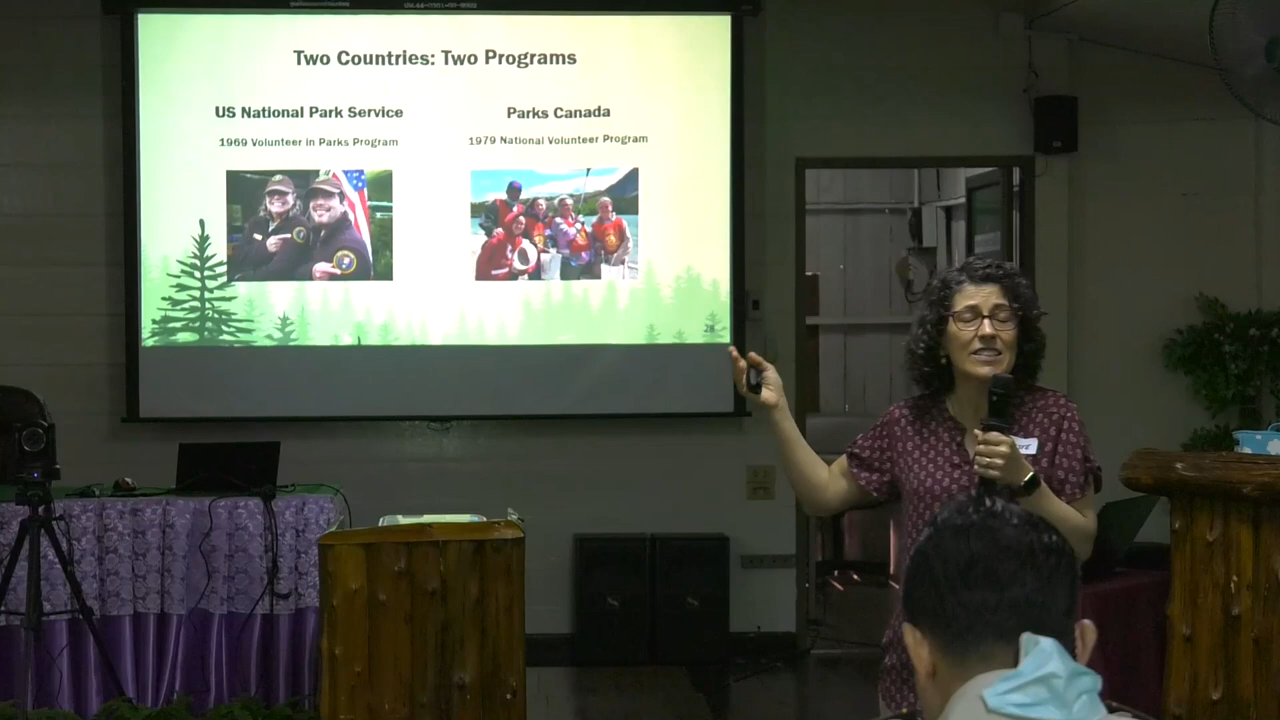 Two Countries: Two Programs
US National Park Service
1969 Volunteer in Parks Program
Parks Canada
1979 National Volunteer Program